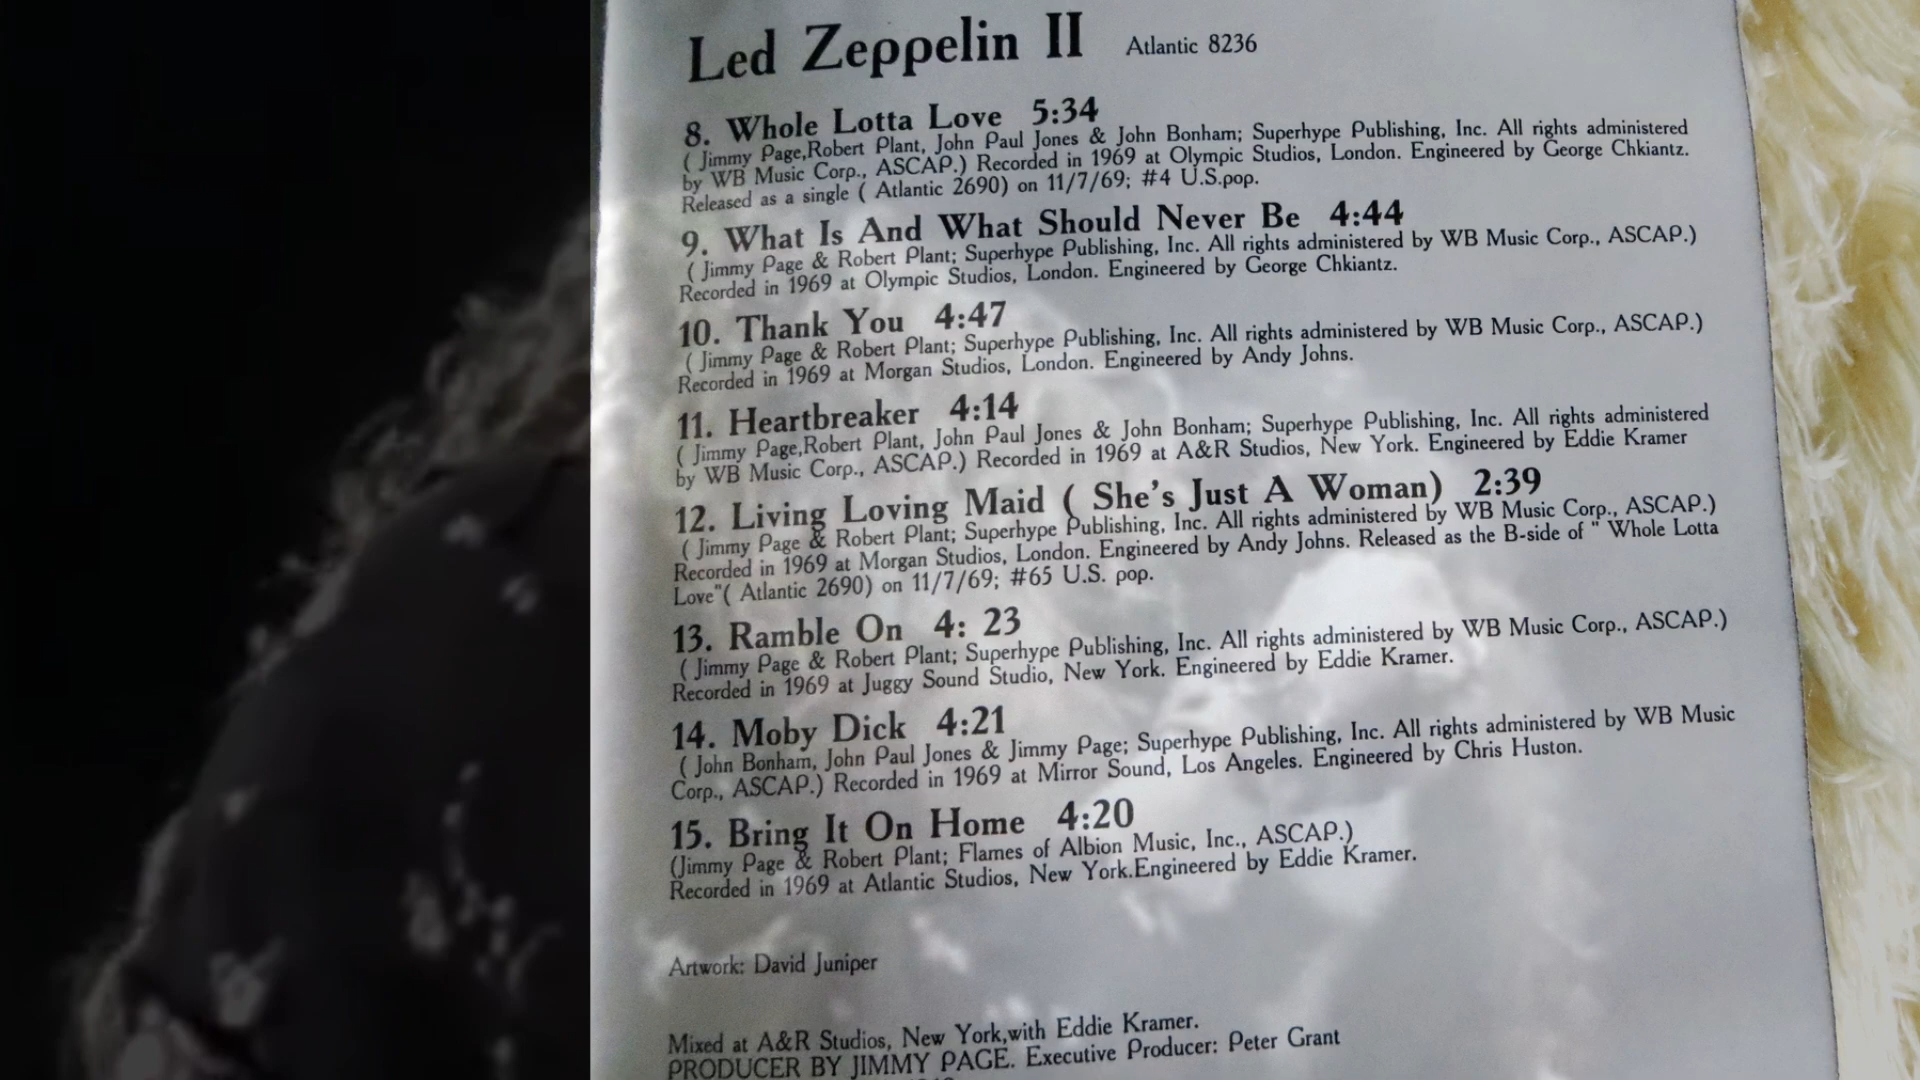 Led Zeppelin II Atlantic 8236
8. Whole Lotta Love 5:34
( Jimmy Page,Robert Plant, John Paul Jones & John Bonham; Superhype Publishing, Inc. All rights administered
by WB Music Corp., ASCAP.) Recorded in 1969 at Olympic Studios, London. Engineered by George Chkiantz.
Released as a single ( Atlantic 2690) on 11/7/69; #4 U.S.pop.
9. What Is And What Should Never Be 4:44
( Jimmy Page & Robert Plant; Superhype Publishing, Inc. All rights administered by WB Music Corp., ASCAP.)
Recorded in 1969 at Olympic Studios, London. Engineered by George Chkiantz.
10. Thank You 4:47
( Jimmy Page & Robert Plant; Superhype Publishing, Inc. All rights administered by WB Music Corp., ASCAP.)
Recorded in 1969 at Morgan Studios, London. Engineered by Andy Johns.
11. Heartbreaker 4:14
( Jimmy Page,Robert Plant, John Paul Jones & John Bonham; Superhype Publishing, Inc. All rights administered
by WB Music Corp., ASCAP.) Recorded in 1969 at A&R Studios, New York. Engineered by Eddie Kramer
12. Living Loving Maid ( She's Just A Woman) 2:39
( Jimmy Page & Robert Plant; Superhype Publishing, Inc. All rights administered by WB Music Corp., ASCAP.)
Recorded in 1969 at Morgan Studios, London. Engineered by Andy Johns. Released as the B-side of " Whole Lotta
Love"( Atlantic 2690) on 11/7/69; #65 U.S. pop.
13. Ramble On 4: 23
( Jimmy Page & Robert Plant; Superhype Publishing, Inc. All rights administered by WB Music Corp., ASCAP.)
Recorded in 1969 at Juggy Sound Studio, New York. Engineered by Eddie Kramer.
14. Moby Dick 4:21
( John Bonham, John Paul Jones & Jimmy Page; Superhype Publishing, Inc. All rights administered by WB Music
Corp., ASCAP.) Recorded in 1969 at Mirror Sound, Los Angeles. Engineered by Chris Huston.
15. Bring It On Home 4:20
(Jimmy Page & Robert Plant; Flames of Albion Music, Inc., ASCAP.)
Recorded in 1969 at Atlantic Studios, New York.Engineered by Eddie Kramer.
Artwork: David Juniper
Mixed at A&R Studios, New York,with Eddie Kramer.
PRODUCER BY JIMMY PAGE. Executive Producer: Peter Grant